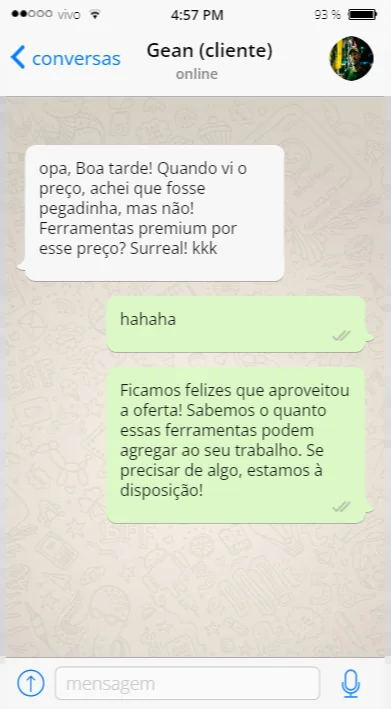 vivo 4:57 PM 93 %
conversas Gean (cliente)
online
opa, Boa tarde! Quando vi o
preço, achei que fosse
pegadinha, mas não!
Ferramentas premium por
esse preço? Surreal! kkk
hahaha
Ficamos felizes que aproveitou
a oferta! Sabemos o quanto
essas ferramentas podem
agregar ao seu trabalho. Se
precisar de algo, estamos à
disposição!
mensagem